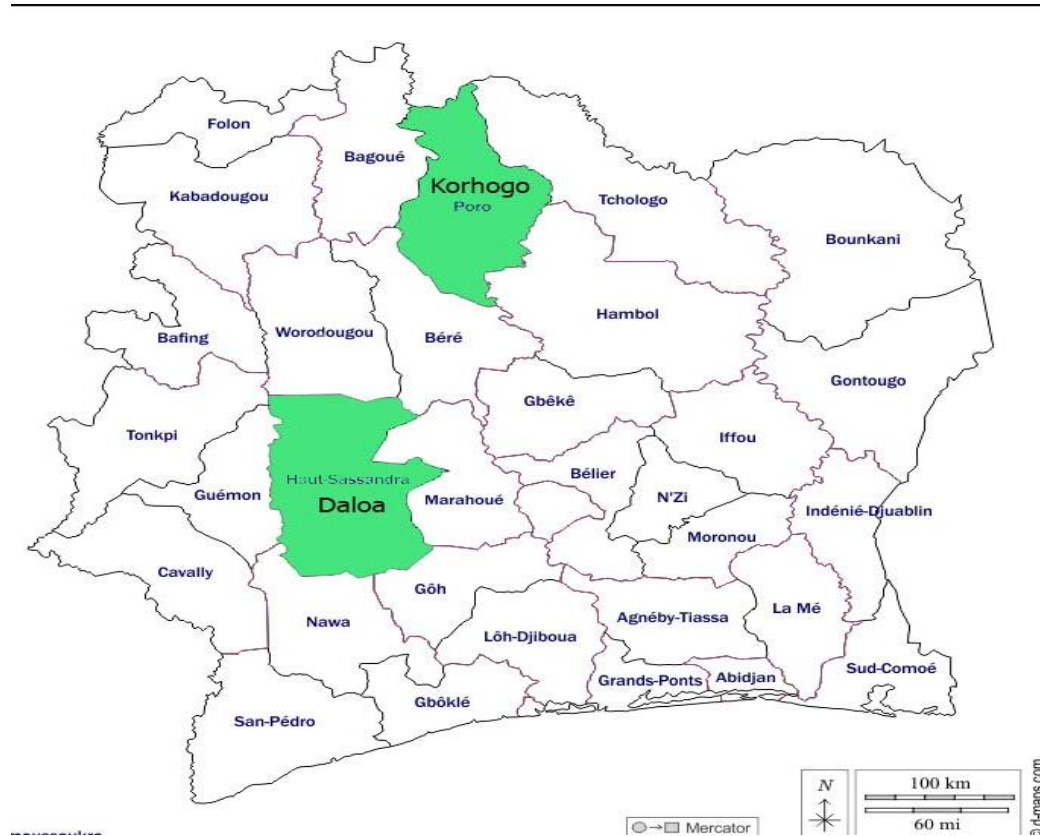 Folon
Bagoué
Korhogo
Poro
Kabadougou
Tchologo
Bounkani
Hambol
Bafing
Worodougou
Béré
Gontougo
Gbêkê
Tonkpi
Iffou
Haut-Sassandra
Daloa
Guémon
Marahoué
Bélier
N'Zi
Indénié-Djuablin
Moronou
Cavally
Gôh
Nawa
Agnéby-Tiassa
La Mé
Lôh-Djiboua
Sud-Comoé
Grands-Ponts
Abidjan
Gbôklé
San-Pédro
N
100 km
60 mi
Mercator
© d-maps.com